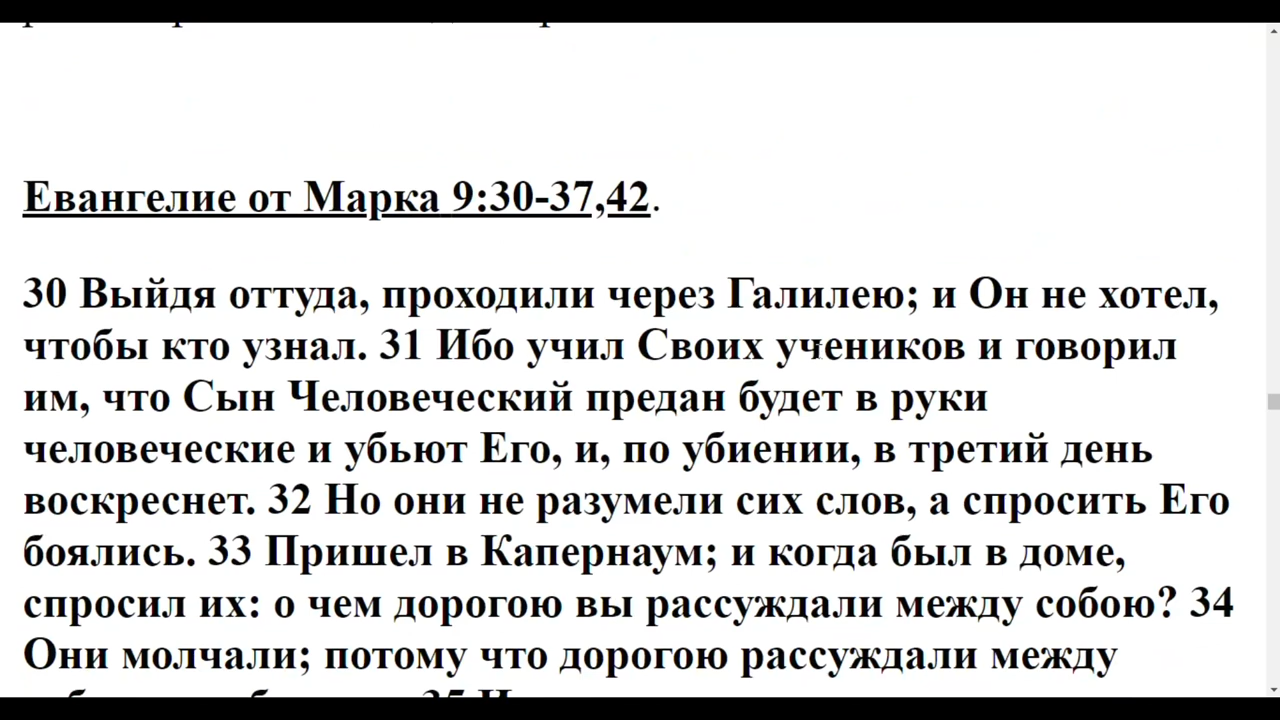 Евангелие от Марка 9:30-37,42.
30 Выйдя оттуда, проходили через Галилею; и Он не хотел,
чтобы кто узнал. 31 Ибо учил Своих учеников и говорил
им, что Сын Человеческий предан будет в руки
человеческие и убьют Его, и, по убиении, в третий день
воскреснет. 32 Но они не разумели сих слов, а спросить Его
боялись. 33 Пришел в Капернаум; и когда был в доме,
спросил их: о чем дорогою вы рассуждали между собою? 34
Они молчали; потому что дорогою рассуждали между